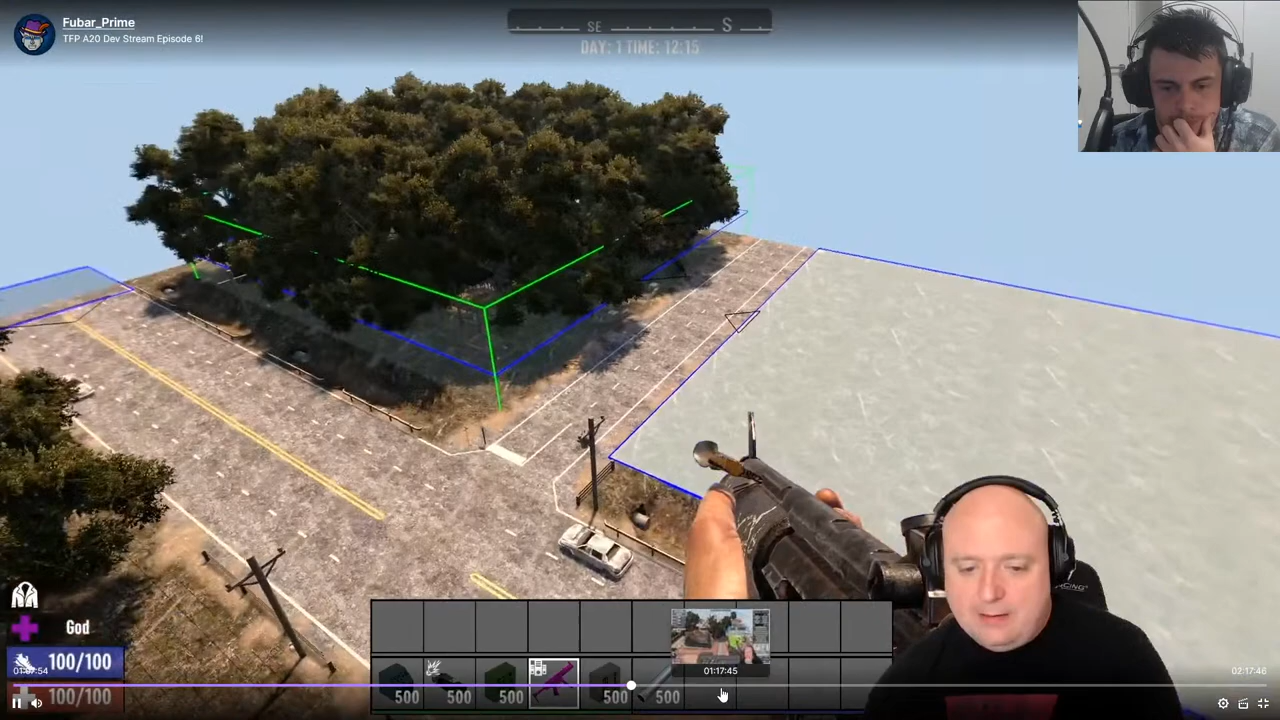 Fubar_Prime
TFP A20 Dev Stream Episode 6!
SE
S
DAY: 1 TIME: 12:15
God
100/100
100/100
500
500
500
500
500
01:17:45
02:17:46